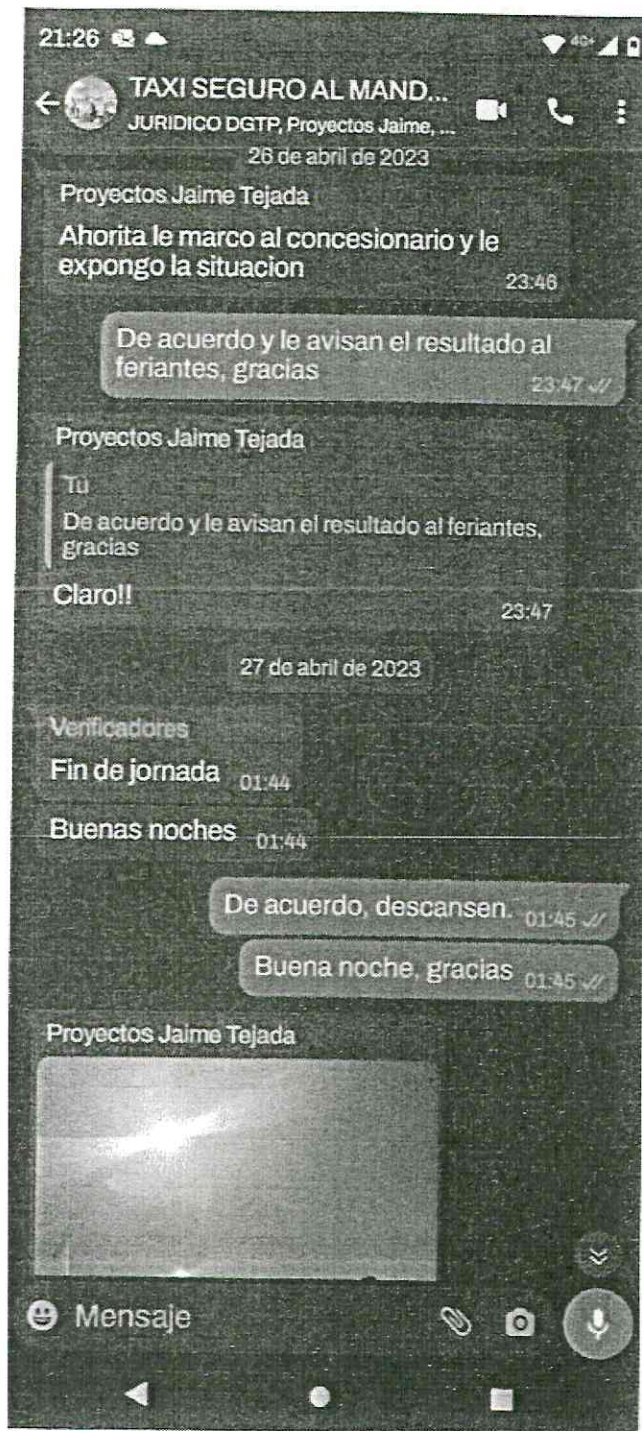 21:26
4G+
TAXI SEGURO AL MAND...
JURIDICO DGTP, Proyectos Jaime, ...
26 de abril de 2023
Proyectos Jaime Tejada
Ahorita le marco al concesionario y le
expongo la situacion
23:46
De acuerdo y le avisan el resultado al
feriantes, gracias
23:47
Proyectos Jaime Tejada
Tu
De acuerdo y le avisan el resultado al feriantes,
gracias
Claro!!
23:47
27 de abril de 2023
Verificadores
Fin de jornada 01:44
Buenas noches 01:44
De acuerdo, descansen. 01:45
Buena noche, gracias 01:45
Proyectos Jaime Tejada
Mensaje